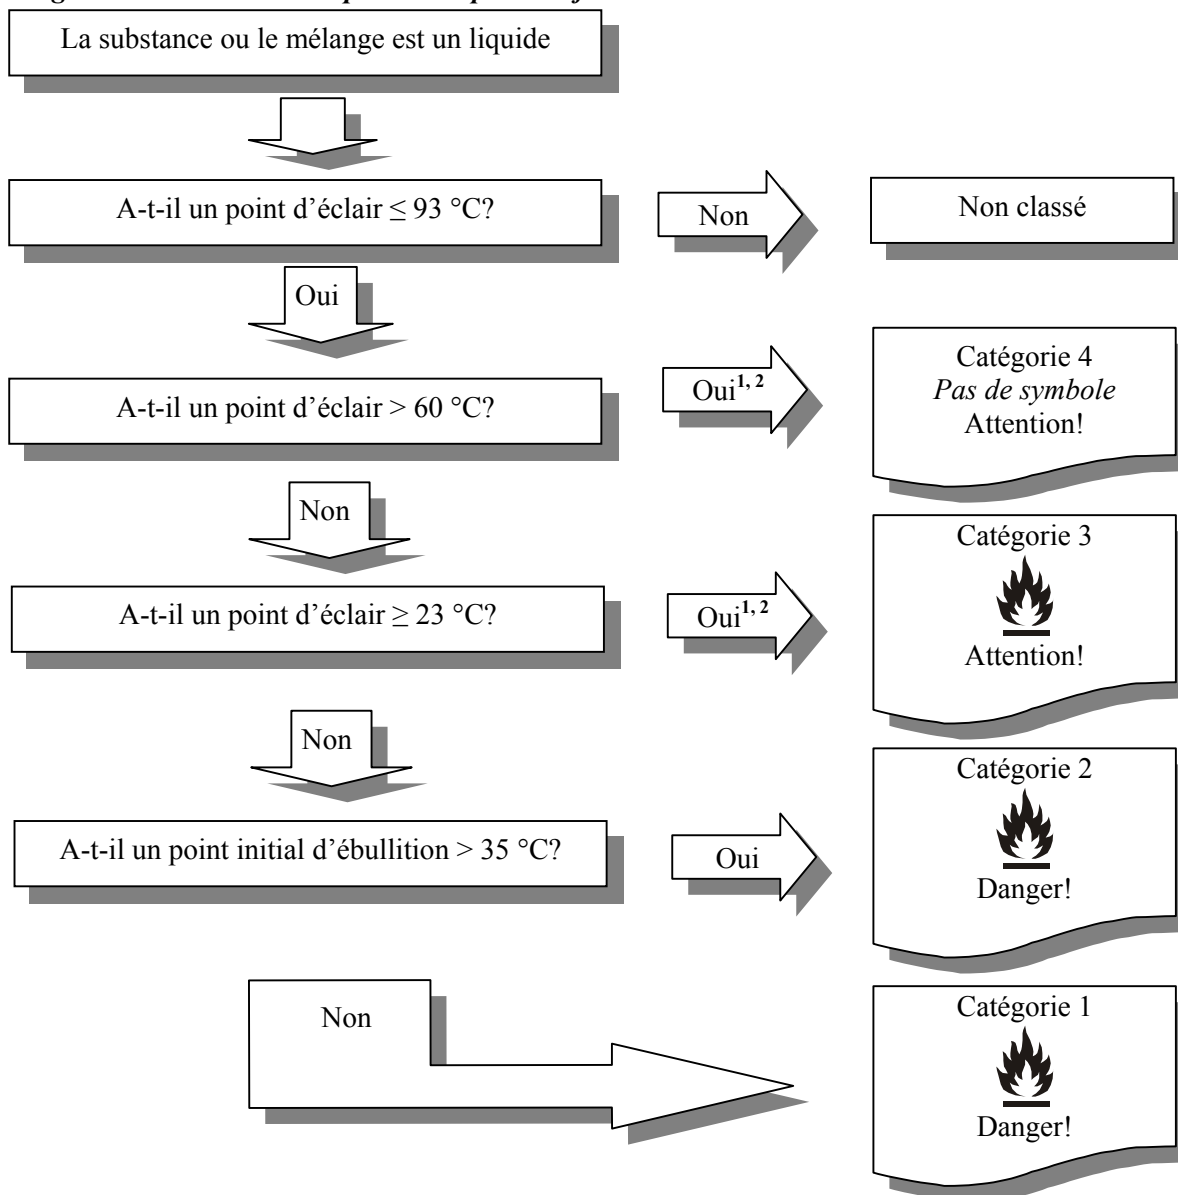 La substance ou le mélange est un liquide
A-t-il un point d'éclair ≤ 93 °C?
Non
Non classé
Oui
A-t-il un point d'éclair > 60 °C?
Oui1, 2
Catégorie 4
Pas de symbole
Attention!
Non
A-t-il un point d'éclair ≥ 23 °C?
Oui1, 2
Catégorie 3
Attention!
Non
A-t-il un point initial d'ébullition > 35 °C?
Oui
Catégorie 2
Danger!
Non
Catégorie 1
Danger!